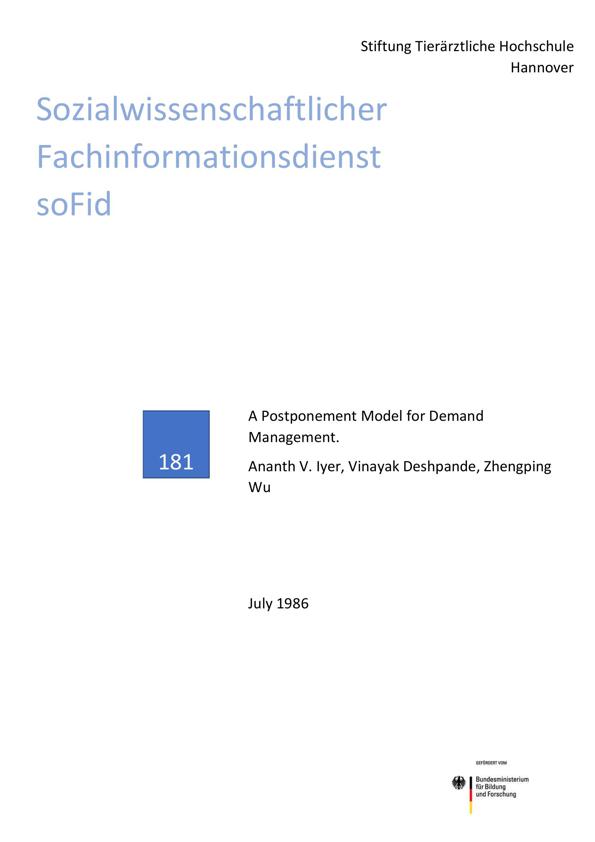 Stiftung Tierärztliche Hochschule
Hannover
Sozialwissenschaftlicher
Fachinformationsdienst
soFid
181
A Postponement Model for Demand
Management.
Ananth V. Iyer, Vinayak Deshpande, Zhengping
Wu
July 1986
GEFÖRDERT VOM
Bundesministerium
für Bildung
und Forschung